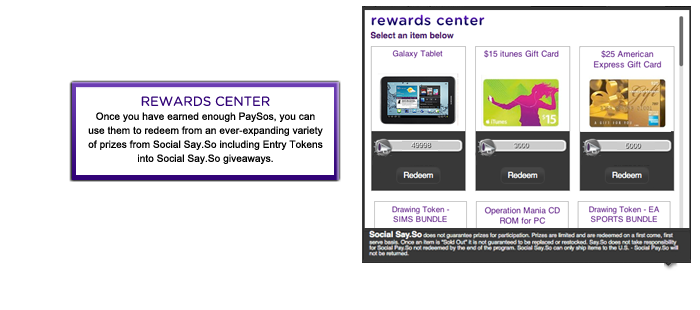 REWARDS CENTER
Once you have earned enough PaySos, you can
use them to redeem from an ever-expanding variety
of prizes from Social Say.So including Entry Tokens
into Social Say.So giveaways.
rewards center
Select an item below
Galaxy Tablet
$15 itunes Gift Card
$25 American
Express Gift Card
$15
49998
3000
5000
Redeem
Redeem
Redeem
Drawing Token -
SIMS BUNDLE
Operation Mania CD
ROM for PC
Drawing Token - EA
SPORTS BUNDLE
Social Say.So does not guarantee prizes for participation. Prizes are limited and are redeemed on a first come, first
serve basis. Once an item is "Sold Out" it is not guaranteed to be replaced or restocked. Say.So does not take responsibility
for Social Pay.So not redeemed by the end of the program. Social Say.So can only ship items to the U.S. - Social Pay.So will
not be returned.